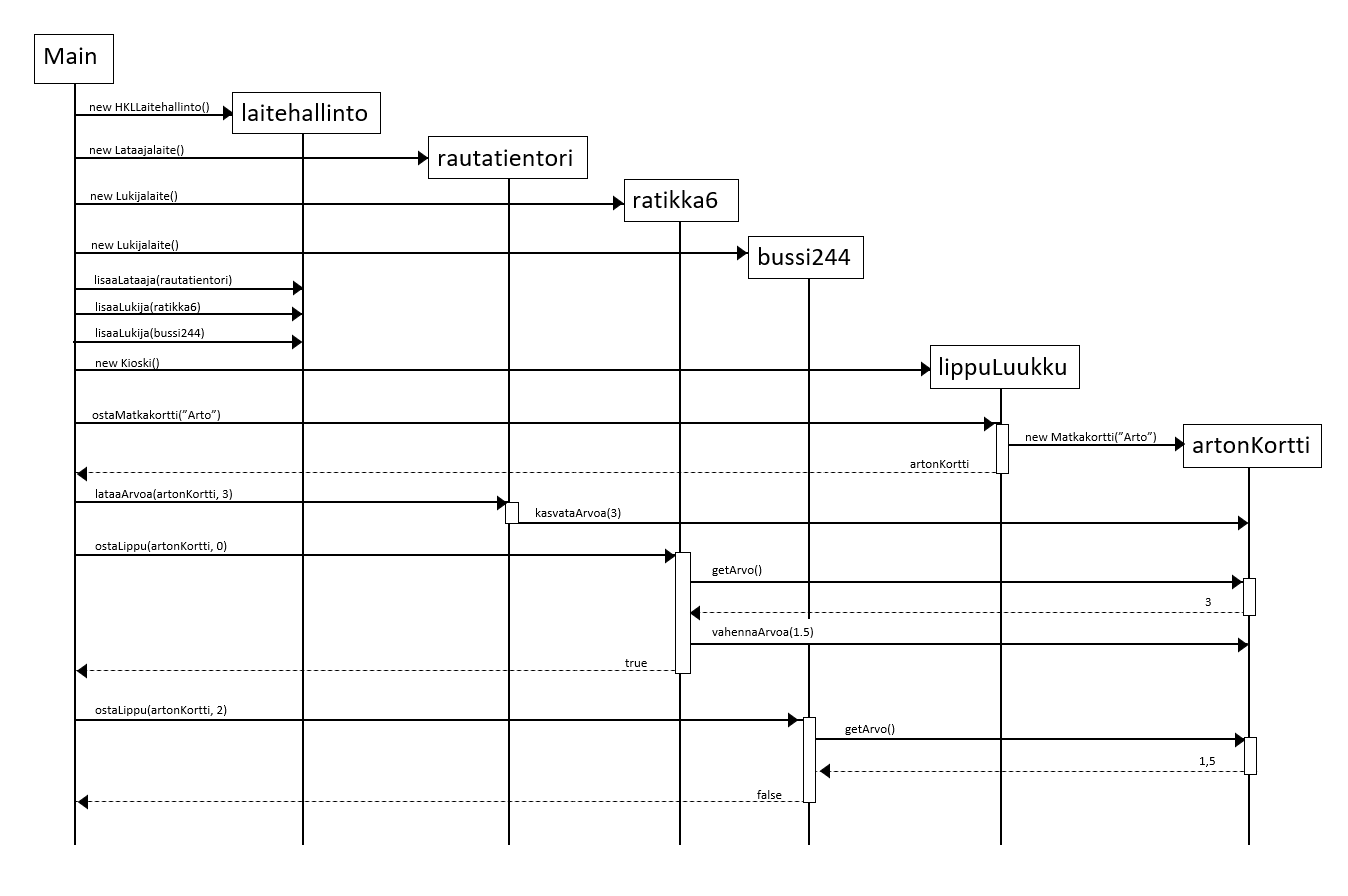 Main
new HKLLaitehallinto()
laitehallinto
new Lataajalaite()
rautatientori
new Lukijalaite()
ratikka6
new Lukijalaite()
bussi244
lisaaLataaja(rautatientori)
lisaaLukija(ratikka6)
lisaaLukija(bussi244)
new Kioski()
lippuLuukku
ostaMatkakortti(”Arto”)
new Matkakortti(”Arto”)
artonKortti
artonKortti
lataaArvoa(artonKortti, 3)
kasvataArvoa(3)
ostaLippu(artonKortti, 0)
getArvo()
3
vahennaArvoa(1.5)
true
ostaLippu(artonKortti, 2)
getArvo()
1,5
false